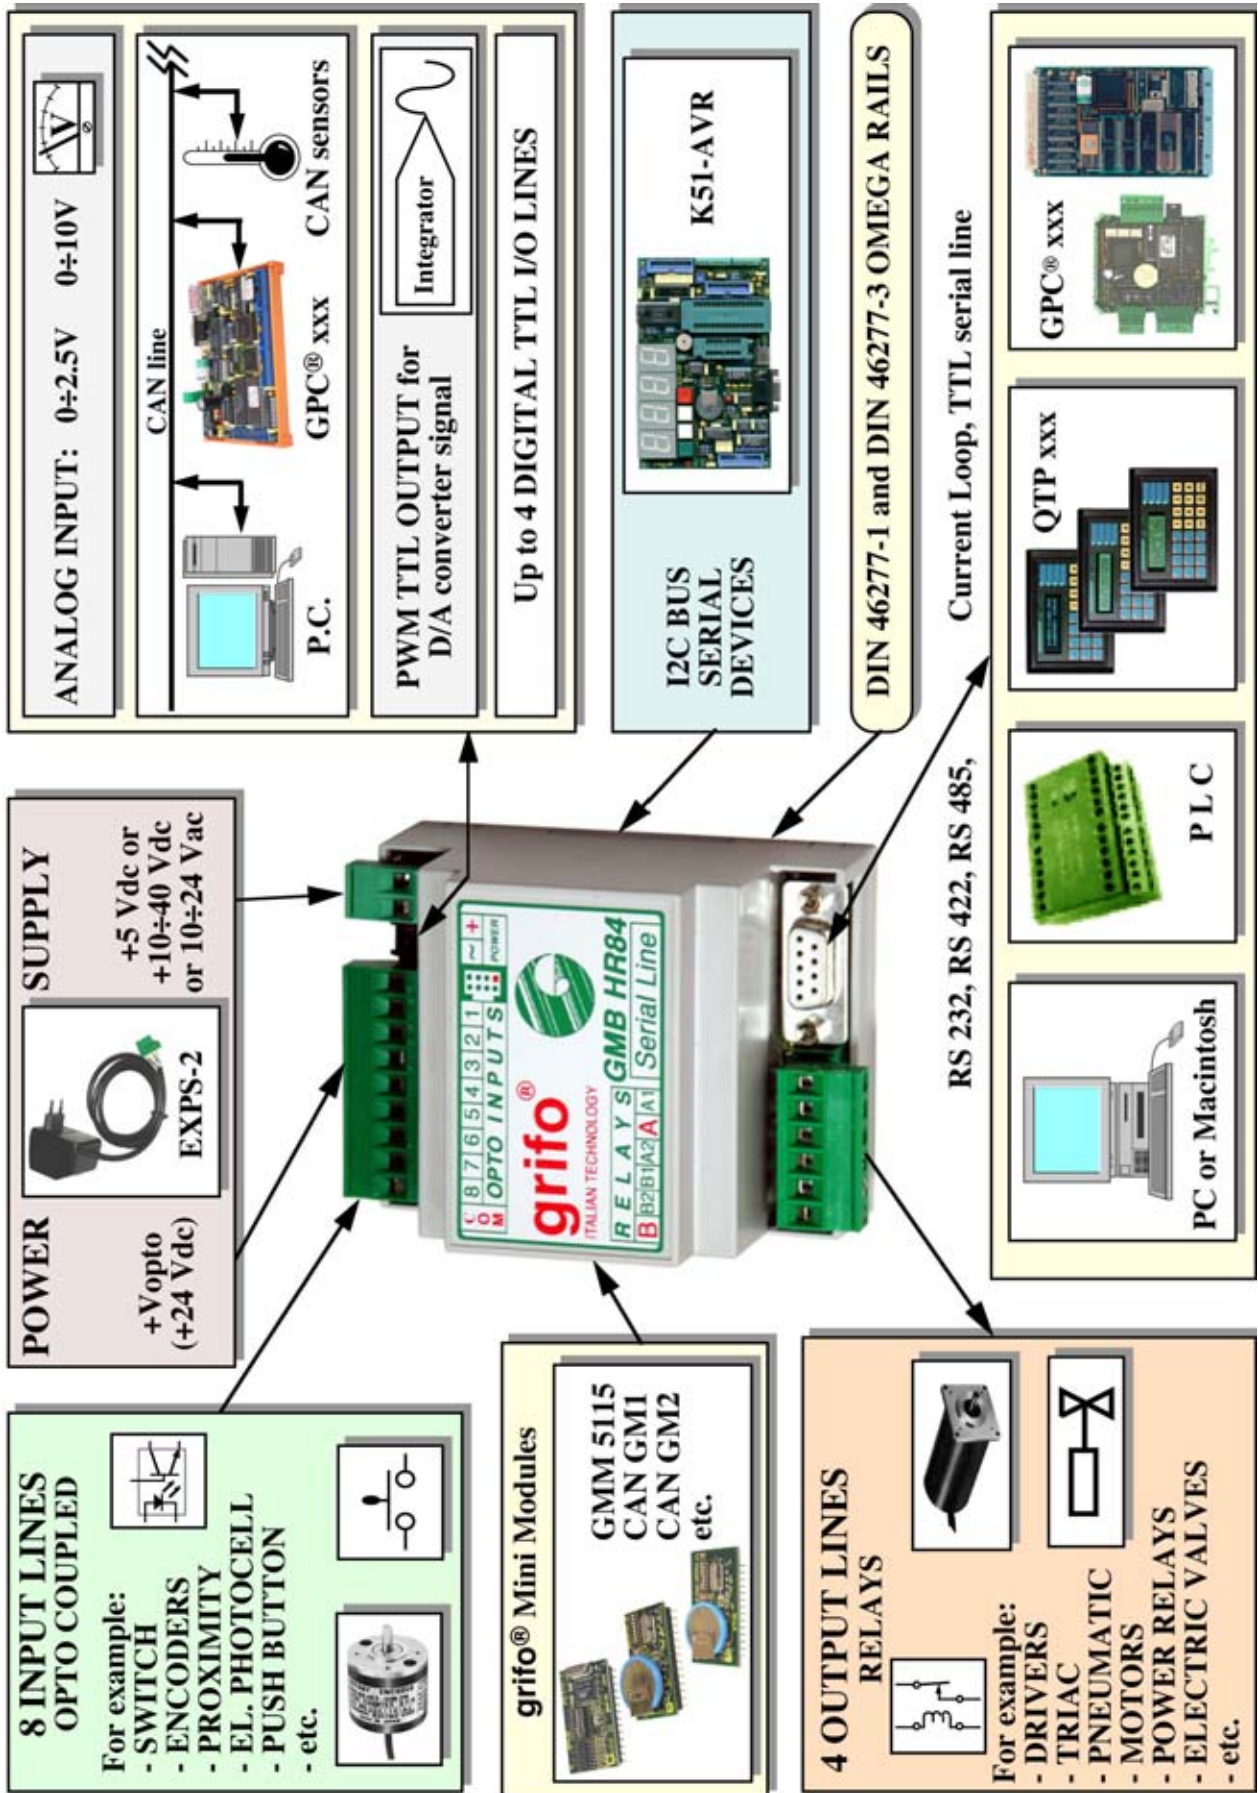 8 INPUT LINES
OPTO COUPLED
For example:
- SWITCH
- ENCODERS
- PROXIMITY
- EL. PHOTOCELL
- PUSH BUTTON
- etc.
POWER
SUPPLY
+Vopto
(+24 Vdc)
EXPS-2
+5 Vdc or
+10÷40 Vdc
or 10÷24 Vac
ANALOG INPUT: 0÷2.5V 0÷10V
V
CAN line
P.C.
GPC® xxx
CAN sensors
PWM TTL OUTPUT for
D/A converter signal
Integrator
Up to 4 DIGITAL TTL I/O LINES
grifo® Mini Modules
GMM 5115
CAN GM1
CAN GM2
etc.
COM 8 7 6 5 4 3 2 1
OPTO INPUTS
~ +
POWER
grifo®
ITALIAN TECHNOLOGY
RELAYS
GMB HR84
B B2 B1 A2 A A1
Serial Line
I2C BUS
SERIAL
DEVICES
K51-AVR
DIN 46277-1 and DIN 46277-3 OMEGA RAILS
4 OUTPUT LINES
RELAYS
For example:
- DRIVERS
- TRIAC
- PNEUMATIC
- MOTORS
- POWER RELAYS
- ELECTRIC VALVES
- etc.
RS 232, RS 422, RS 485,
Current Loop, TTL serial line
PC or Macintosh
P L C
QTP xxx
GPC® xxx